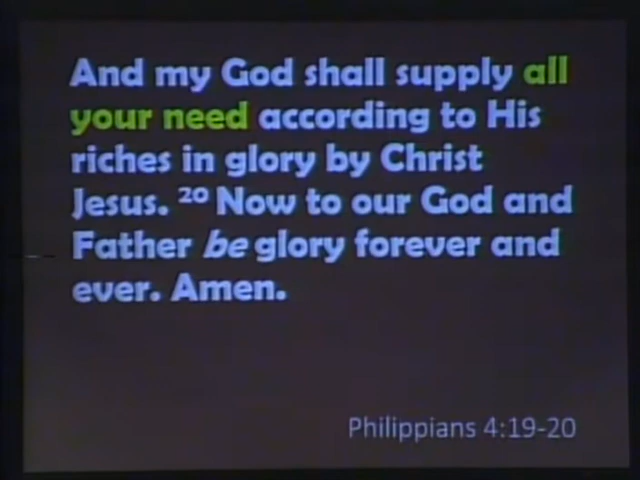 And my God shall supply all
your need according to His
riches in glory by Christ
Jesus. ²⁰ Now to our God and
Father be glory forever and
ever. Amen.
Philippians 4:19-20